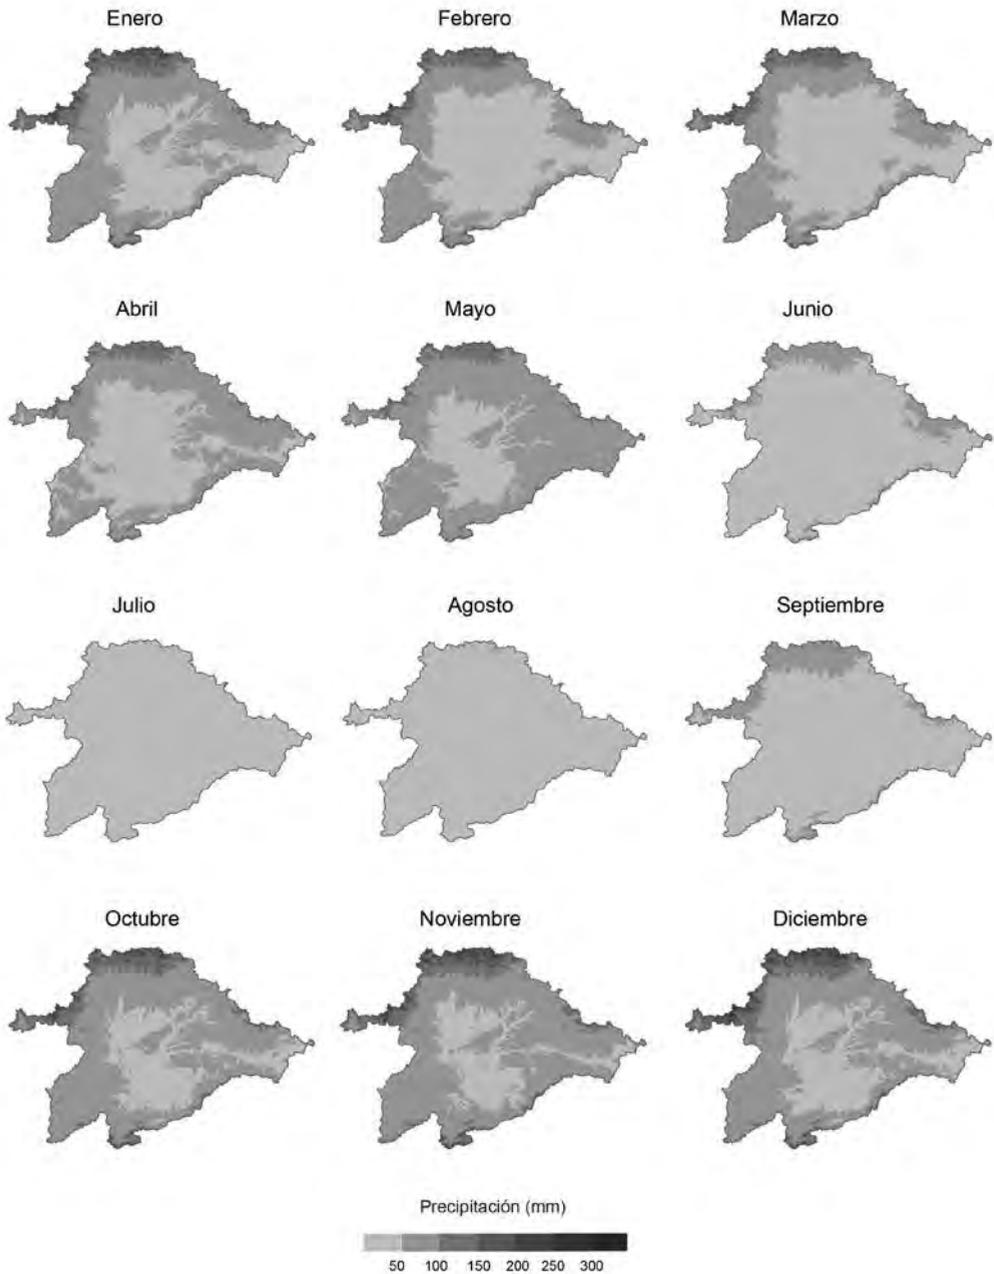 Enero Febrero Marzo
Abril Mayo Junio
Julio Agosto Septiembre
Octubre Noviembre Diciembre
Precipitación (mm)
50 100 150 200 250 300